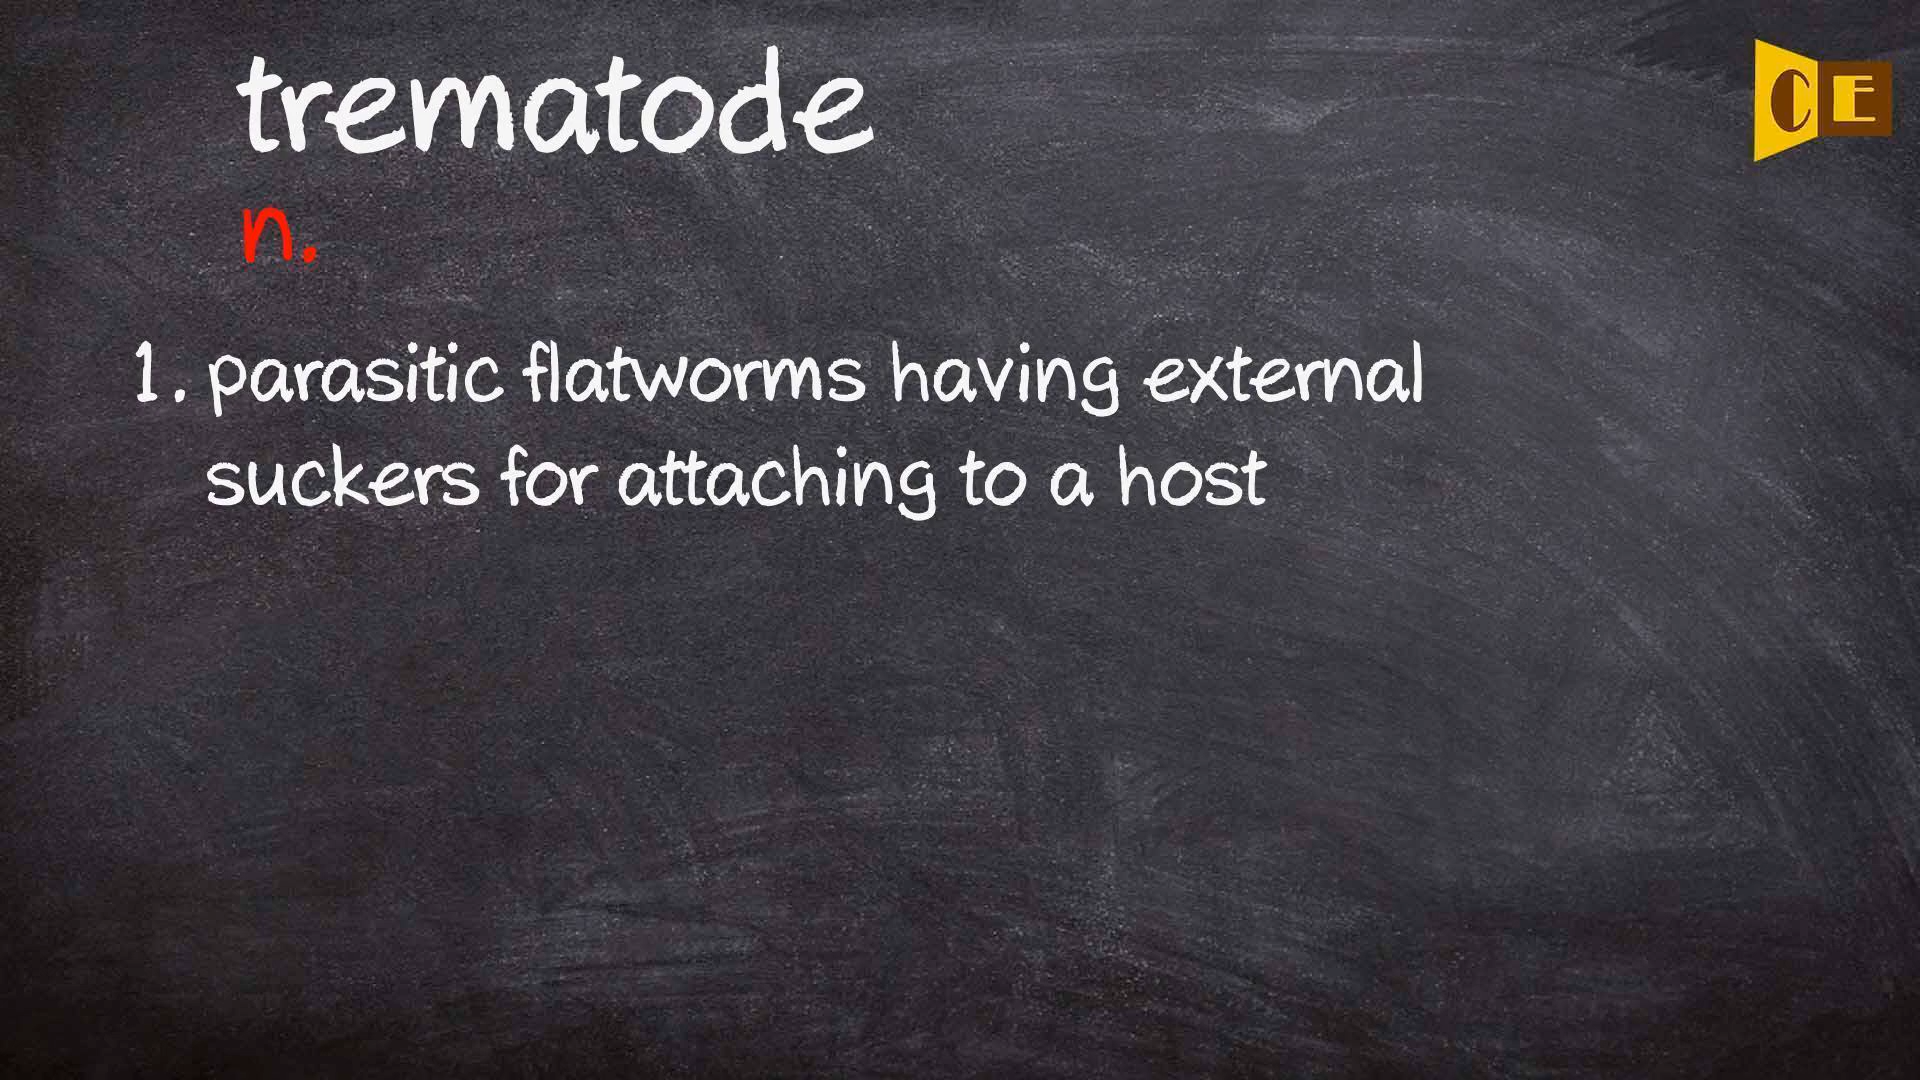 trematode
n.
1. parasitic flatworms having external
suckers for attaching to a host
CE